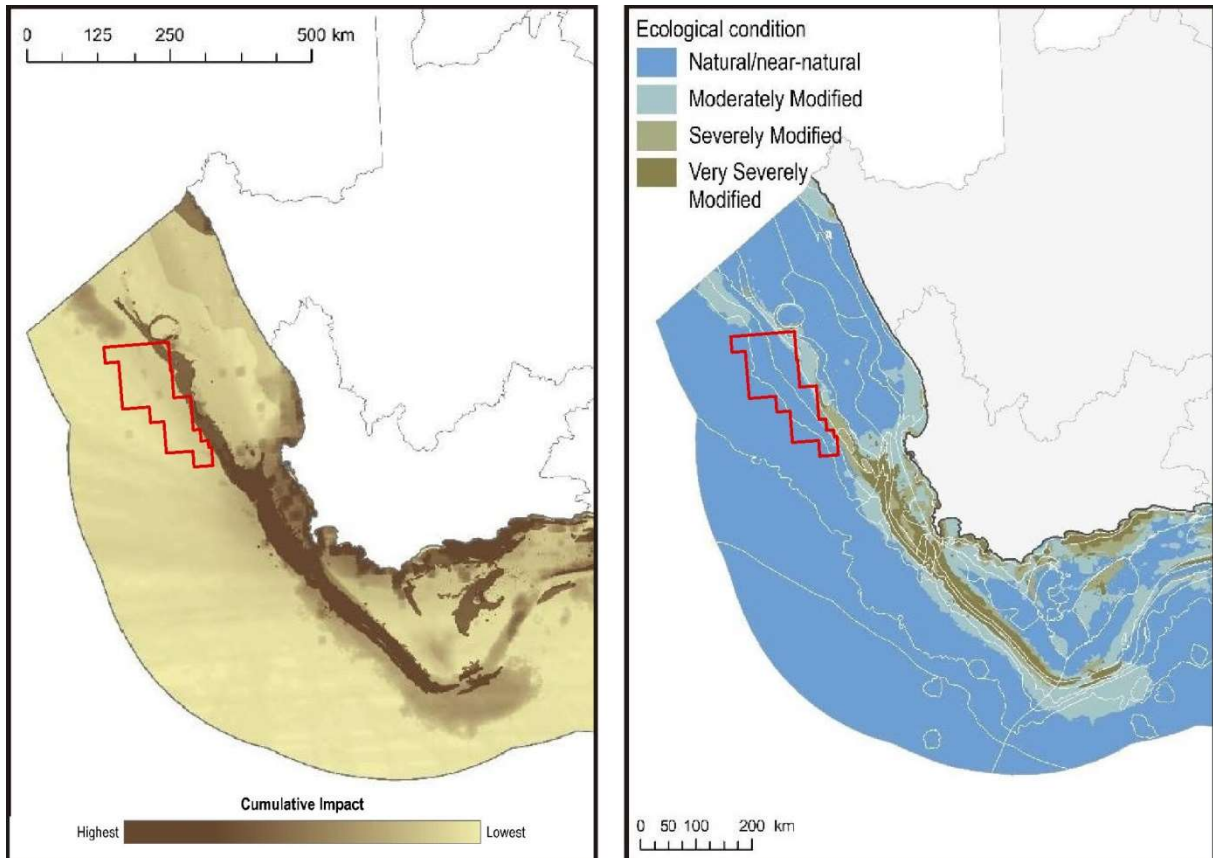 0 125 250 500 km
Cumulative Impact
Highest Lowest
Ecological condition
Natural/near-natural
Moderately Modified
Severely Modified
Very Severely
Modified
0 50 100 200 km